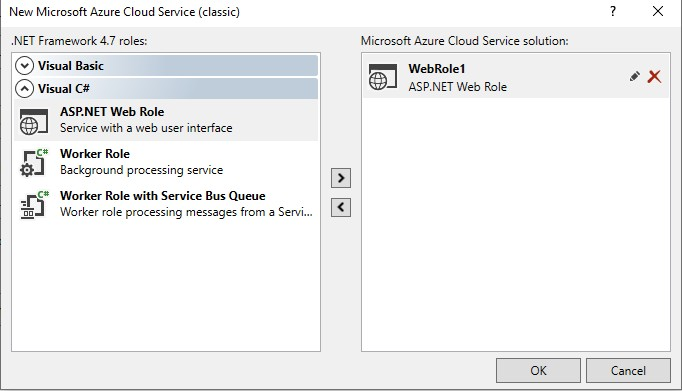 New Microsoft Azure Cloud Service (classic)
?
.NET Framework 4.7 roles:
Visual Basic
Visual C#
ASP.NET Web Role
Service with a web user interface
C#
Worker Role
Background processing service
C#
Worker Role with Service Bus Queue
Worker role processing messages from a Servi...
>
<
Microsoft Azure Cloud Service solution:
WebRole1
ASP.NET Web Role
OK
Cancel